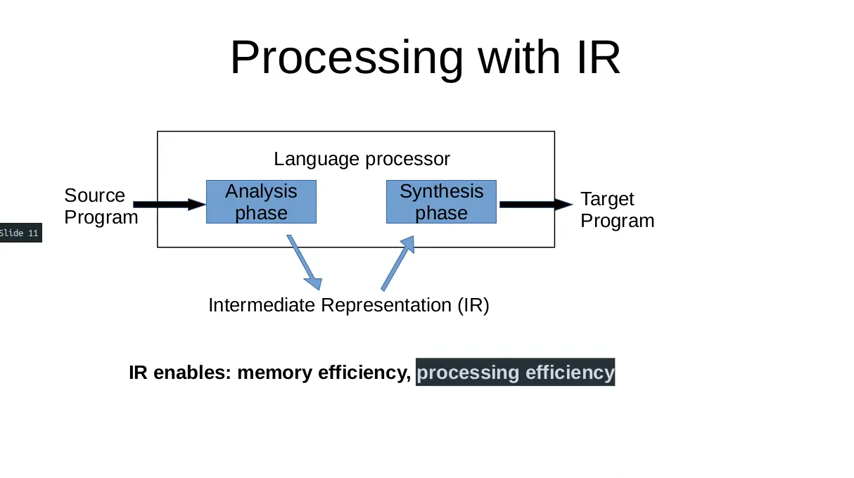 Processing with IR
Language processor
Source
Program
Analysis
phase
Synthesis
phase
Target
Program
Slide 11
Intermediate Representation (IR)
IR enables: memory efficiency, processing efficiency